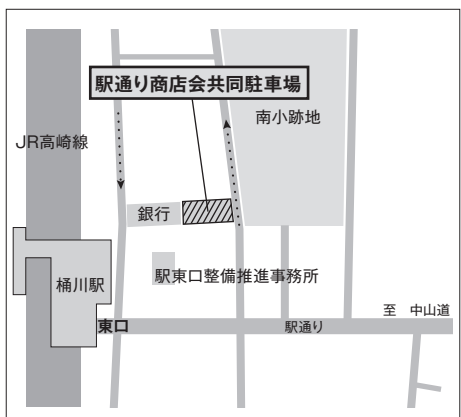 駅通り商店会共同駐車場
南小跡地
JR高崎線
銀行
駅東口整備推進事務所
桶川駅
至 中山道
東口
駅通り